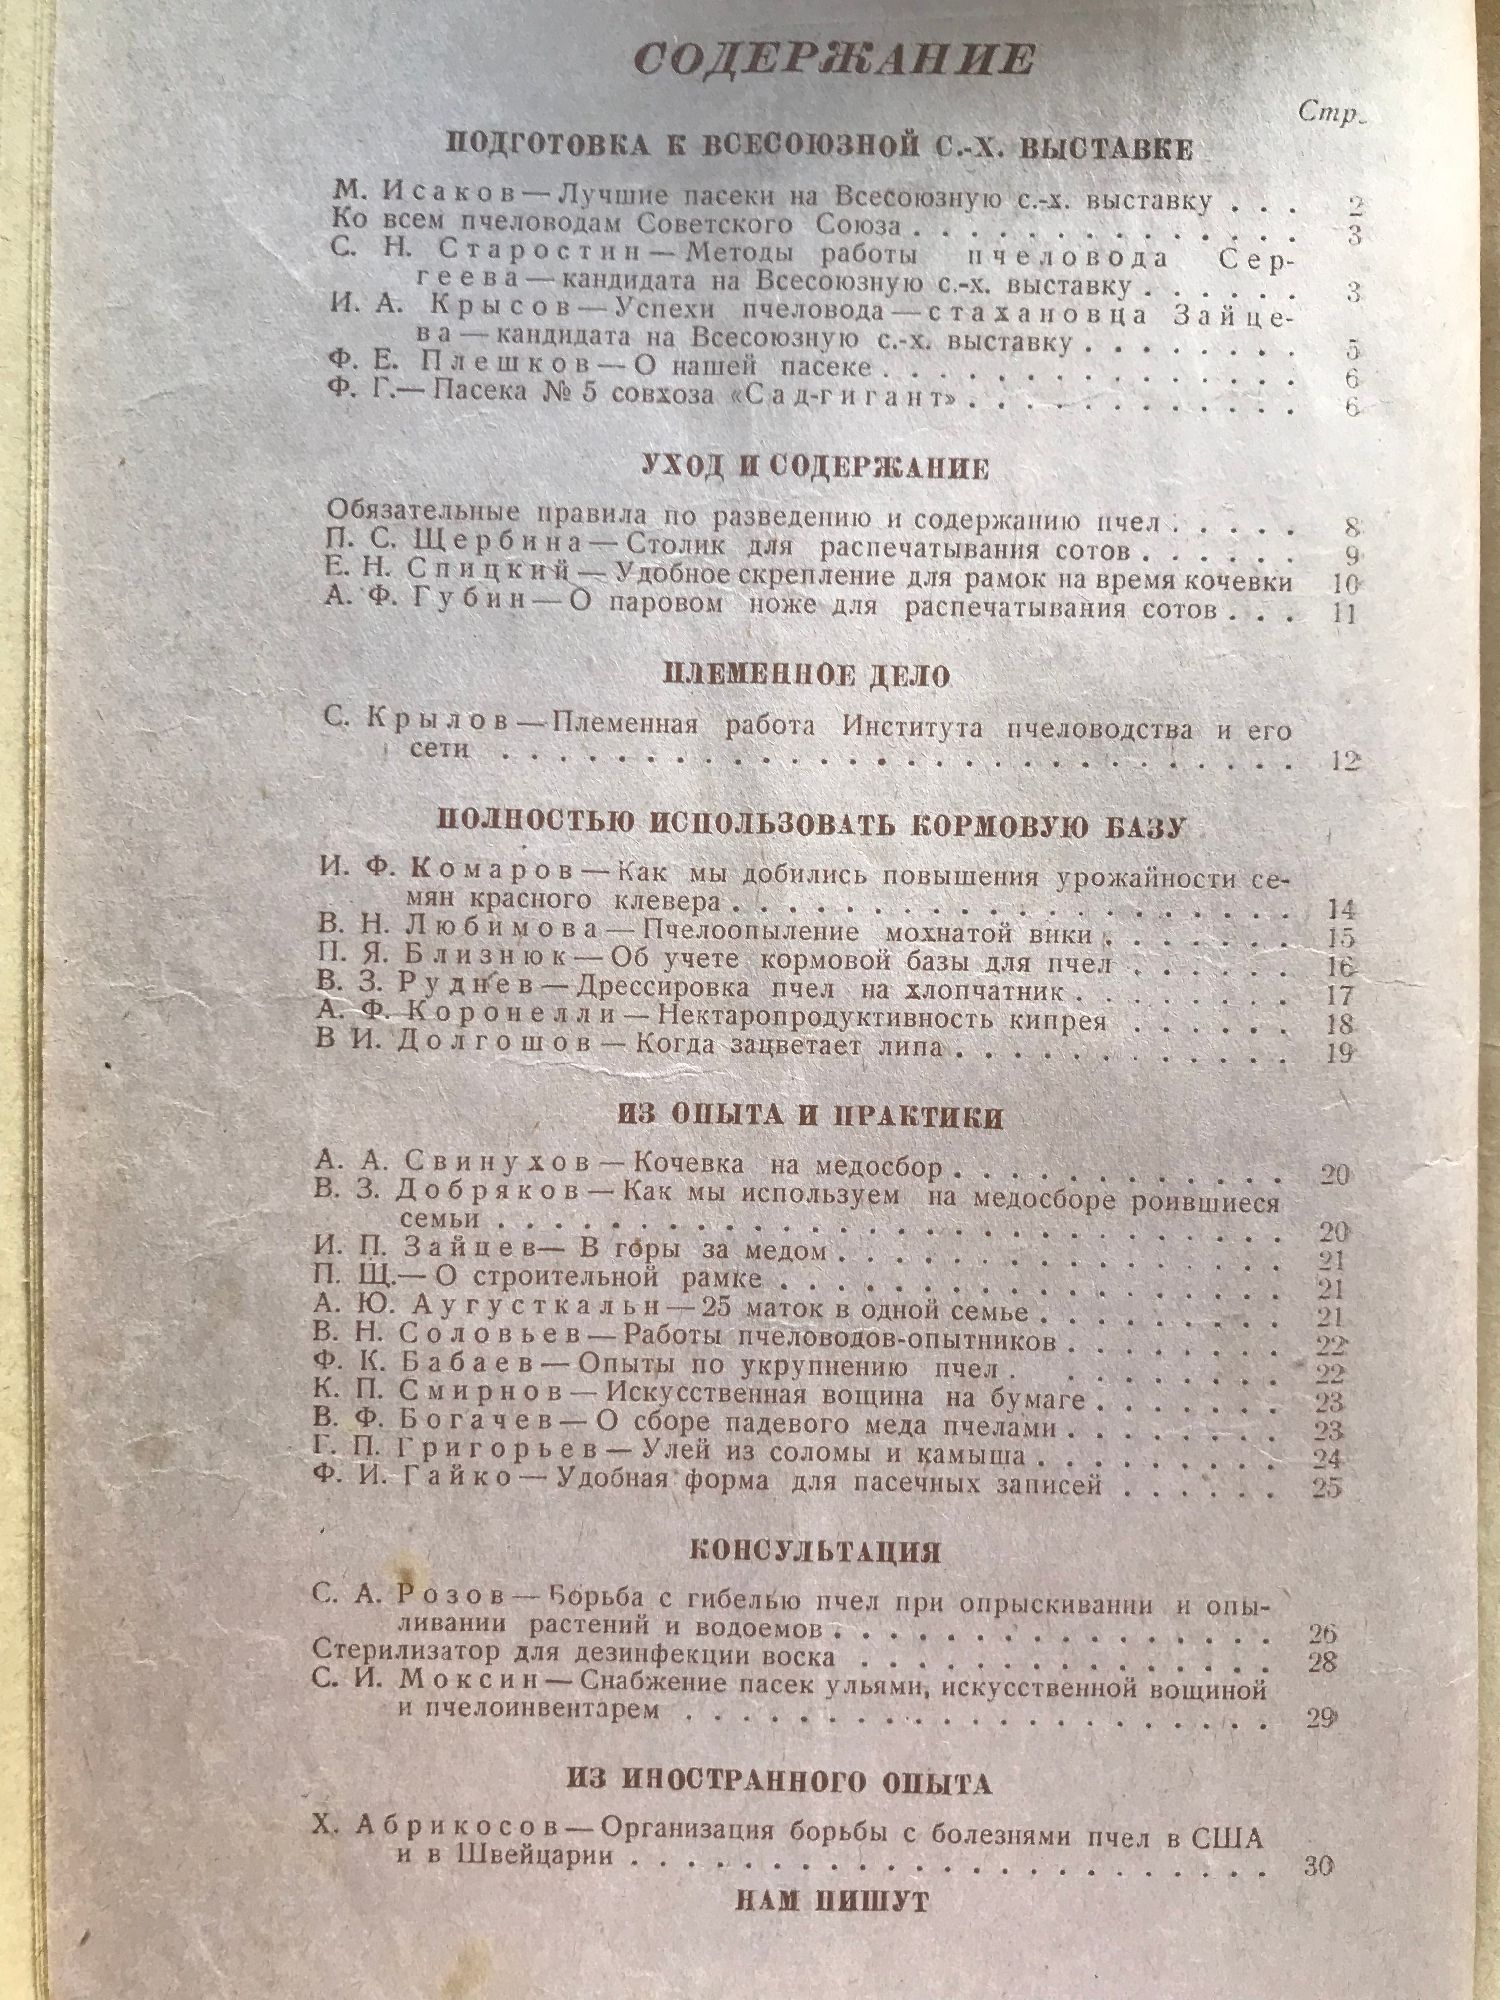 СОДЕРЖАНИЕ
Стр.
ПОДГОТОВКА К ВСЕСОЮЗНОЙ С.-Х. ВЫСТАВКЕ
М. Исаков — Лучшие пасеки на Всесоюзную с.-х. выставку . . . 2
Ко всем пчеловодам Советского Союза . . . . . . . . . . . . . . 3
С. Н. Старостин — Методы работы пчеловода Сер-
геева — кандидата на Всесоюзную с.-х. выставку . . . . . . 3
И. А. Крысов — Успехи пчеловода — стахановца Зайце-
ва — кандидата на Всесоюзную с.-х. выставку . . . . . . . . 5
Ф. Е. Плешков — О нашей пасеке . . . . . . . . . . . . . . . 6
Ф. Г. — Пасека № 5 совхоза «Сад-гигант» . . . . . . . . . . . . 6
УХОД И СОДЕРЖАНИЕ
Обязательные правила по разведению и содержанию пчел . . . . . 8
П. С. Щербина — Столик для распечатывания сотов . . . . . . 9
Е. Н. Спицкий — Удобное скрепление для рамок на время кочевки 10
А. Ф. Губин — О паровом ноже для распечатывания сотов . . . 11
ПЛЕМЕННОЕ ДЕЛО
С. Крылов — Племенная работа Института пчеловодства и его
сети . . . . . . . . . . . . . . . . . . . . . . . . . . . . 12
ПОЛНОСТЬЮ ИСПОЛЬЗОВАТЬ КОРМОВУЮ БАЗУ
И. Ф. Комаров — Как мы добились повышения урожайности се-
мян красного клевера . . . . . . . . . . . . . . . . . . . . 14
В. Н. Любимова — Пчелоопыление мохнатой вики . . . . . . . 15
П. Я. Близнюк — Об учете кормовой базы для пчел . . . . . . 16
В. З. Руднев — Дрессировка пчел на хлопчатник . . . . . . . . 17
А. Ф. Коронелли — Нектаропродуктивность кипрея . . . . . . 18
В И. Долгошов — Когда зацветает липа . . . . . . . . . . . . 19
ИЗ ОПЫТА И ПРАКТИКИ
А. А. Свинухов — Кочевка на медосбор . . . . . . . . . . . . 20
В. З. Добряков — Как мы используем на медосборе роившиеся
семьи . . . . . . . . . . . . . . . . . . . . . . . . . . . . 20
И. П. Зайцев — В горы за медом . . . . . . . . . . . . . . . . 21
П. Щ. — О строительной рамке . . . . . . . . . . . . . . . . . . 21
А. Ю. Аугусткальн — 25 маток в одной семье . . . . . . . . . 21
В. Н. Соловьев — Работы пчеловодов-опытников . . . . . . . . 22
Ф. К. Бабаев — Опыты по укрупнению пчел . . . . . . . . . 22
К. П. Смирнов — Искусственная вощина на бумаге . . . . . . . 23
В. Ф. Богачев — О сборе падевого меда пчелами . . . . . . . . 23
Г. П. Григорьев — Улей из соломы и камыша . . . . . . . . . 24
Ф. И. Гайко — Удобная форма для пасечных записей . . . . . . 25
КОНСУЛЬТАЦИЯ
С. А. Розов — Борьба с гибелью пчел при опрыскивании и опы-
ливании растений и водоемов . . . . . . . . . . . . . . . . 26
Стерилизатор для дезинфекции воска . . . . . . . . . . . . . . . 28
С. И. Моксин — Снабжение пасек ульями, искусственной вощиной
и пчелоинвентарем . . . . . . . . . . . . . . . . . . . . . 29
ИЗ ИНОСТРАННОГО ОПЫТА
Х. Абрикосов — Организация борьбы с болезнями пчел в США
и в Швейцарии . . . . . . . . . . . . . . . . . . . . . . . 30
НАМ ПИШУТ